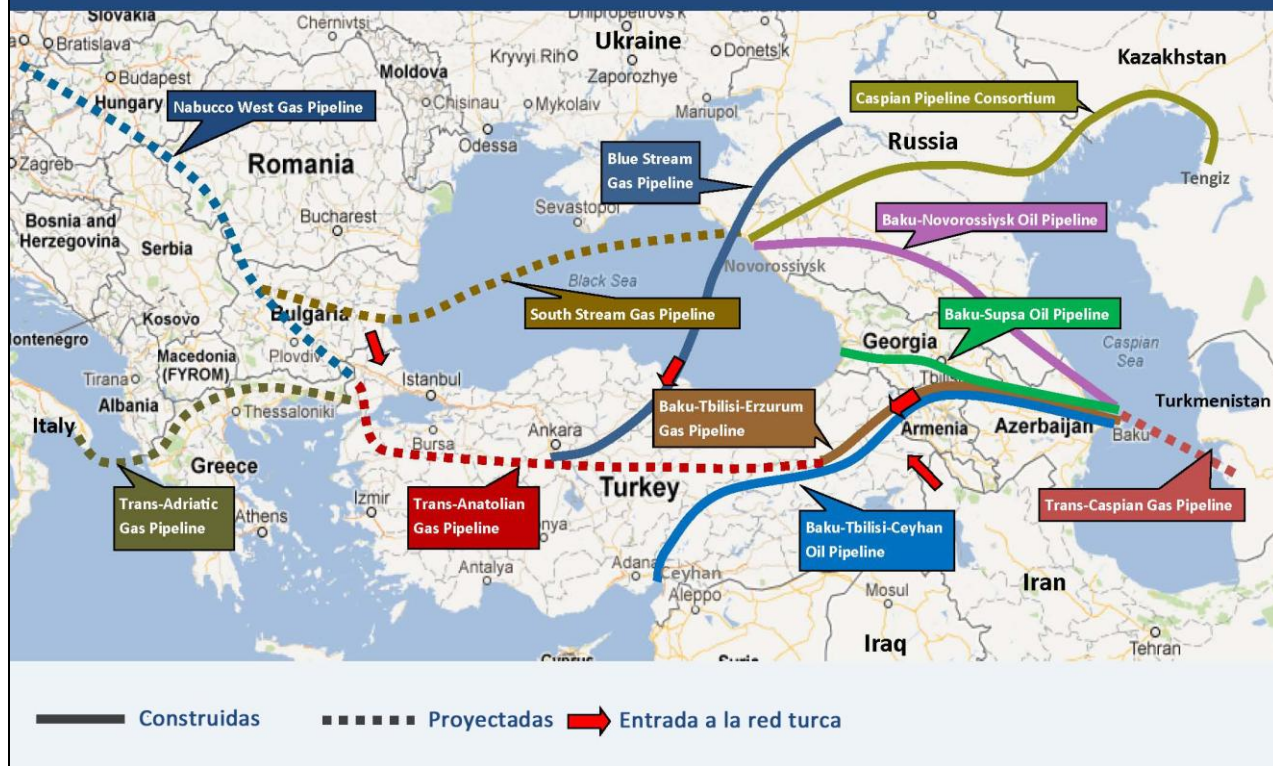 Slovakia
Chernivtsi
Dnipropetrovs'k
Ukraine
Donets'k
Kryvyi Rih
Zaporozhye
Kazakhstan
Bratislava
Budapest
Hungary
Moldova
Chisinau
Mykolaiv
Mariupol
Odessa
Nabucco West Gas Pipeline
Caspian Pipeline Consortium
Russia
Tengiz
Zagreb
Romania
Blue Stream
Gas Pipeline
Bosnia and
Herzegovina
Serbia
Bucharest
Sevastopol
Baku-Novorossiysk Oil Pipeline
Novorossiysk
Black Sea
Kosovo
Bulgaria
South Stream Gas Pipeline
Baku-Supsa Oil Pipeline
Caspian
Sea
Montenegro
Macedonia
(FYROM)
Plovdiv
Georgia
Tbilisi
Tirana
Albania
Istanbul
Thessaloniki
Baku-Tbilisi-Erzurum
Gas Pipeline
Armenia
Azerbaijan
Baku
Turkmenistan
Italy
Bursa
Ankara
Greece
Turkey
Trans-Adriatic
Gas Pipeline
Athens
Izmir
Trans-Anatolian
Gas Pipeline
Baku-Tbilisi-Ceyhan
Oil Pipeline
Trans-Caspian Gas Pipeline
Antalya
Adana
Ceyhan
Aleppo
Mosul
Iran
Iraq
Tehran
Cyprus
Syria
Construidas
Proyectadas
Entrada a la red turca